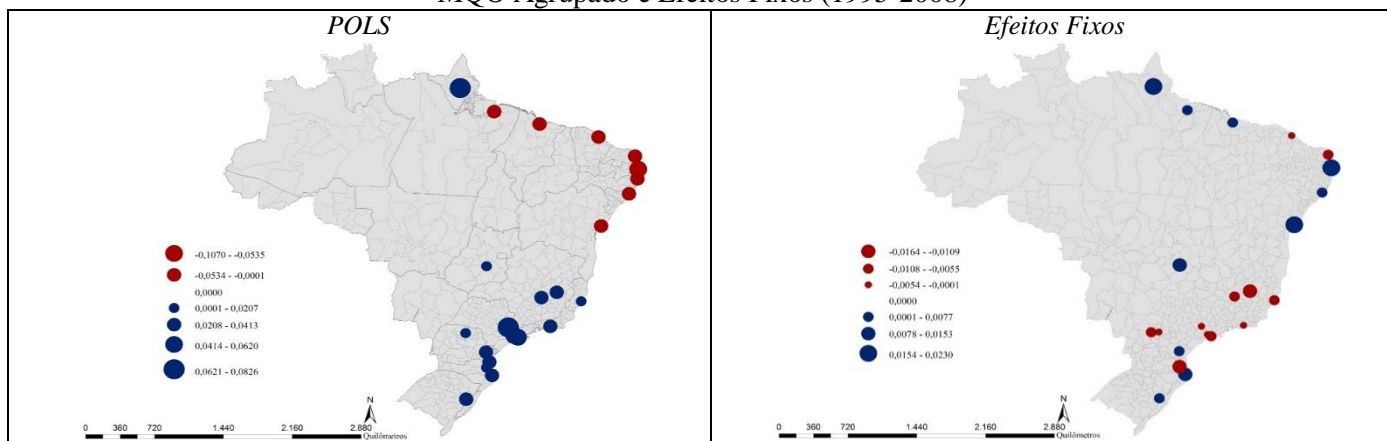 MQO Agrupado e Efeitos Fixos (1995-2008)
POLS
-0,1070 - -0,0535
-0,0534 - -0,0001
0,0000
0,0001 - 0,0207
0,0208 - 0,0413
0,0414 - 0,0620
0,0621 - 0,0826
N
0 360 720 1.440 2.160 2.880
Quilômetros
Efeitos Fixos
-0,0164 - -0,0109
-0,0108 - -0,0055
-0,0054 - -0,0001
0,0000
0,0001 - 0,0077
0,0078 - 0,0153
0,0154 - 0,0230
N
0 360 720 1.440 2.160 2.880
Quilômetros